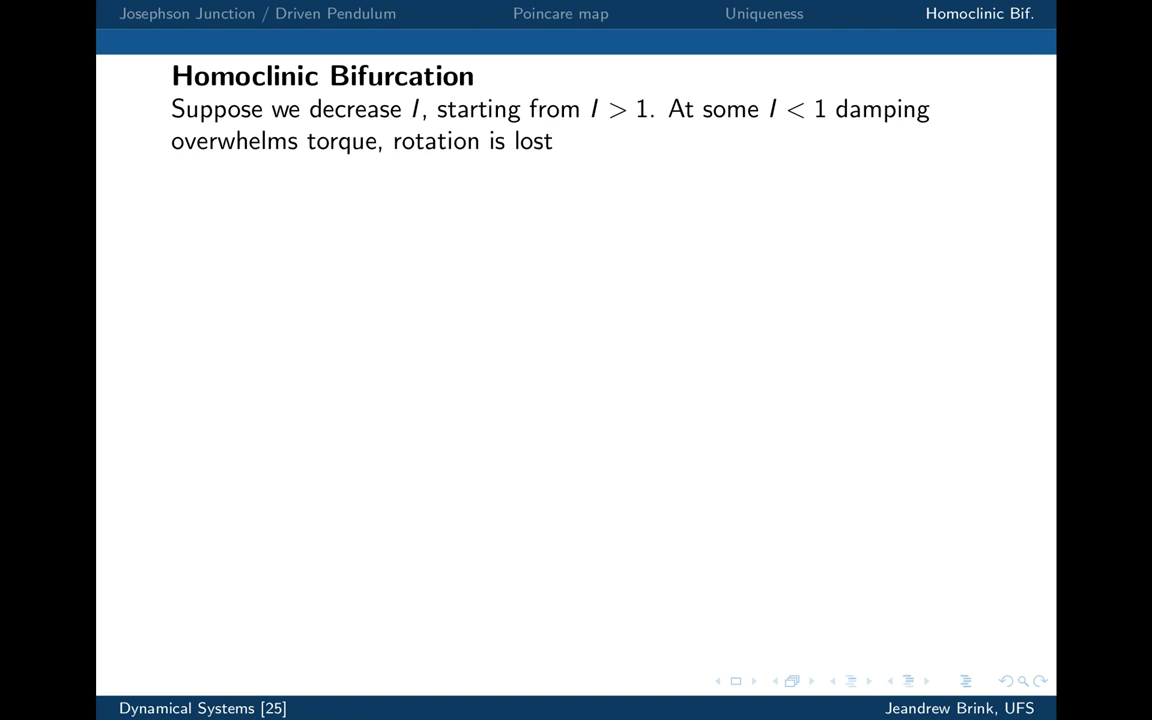 Josephson Junction / Driven Pendulum Poincare map Uniqueness Homoclinic Bif.
Homoclinic Bifurcation
Suppose we decrease I, starting from I > 1. At some I < 1 damping
overwhelms torque, rotation is lost
Dynamical Systems [25] Jeandrew Brink, UFS